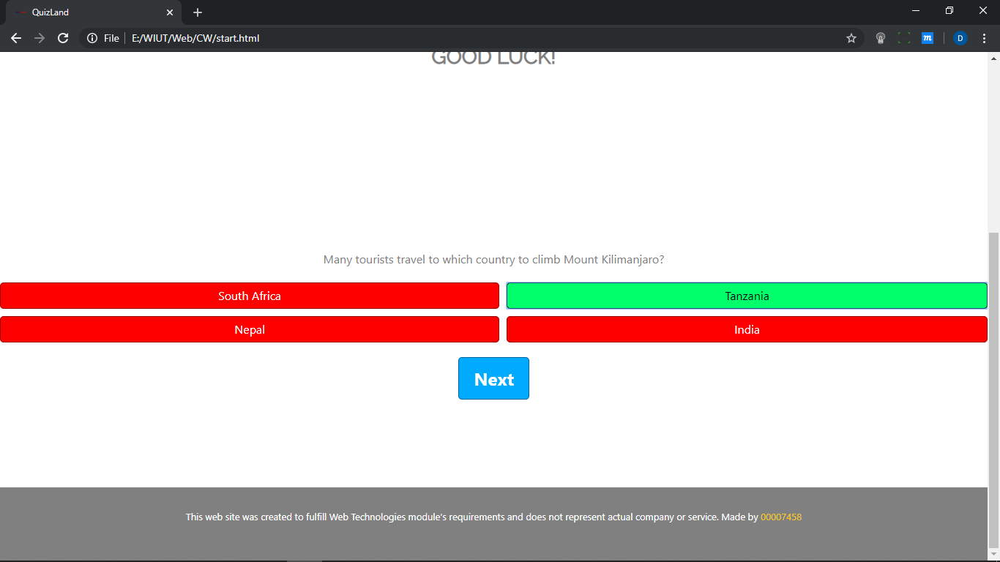 QuizLand
File
E:/WIUT/Web/CW/start.html
m
D
GOOD LUCK!
Many tourists travel to which country to climb Mount Kilimanjaro?
South Africa
Tanzania
Nepal
India
Next
This web site was created to fulfill Web Technologies module's requirements and does not represent actual company or service. Made by 00007458